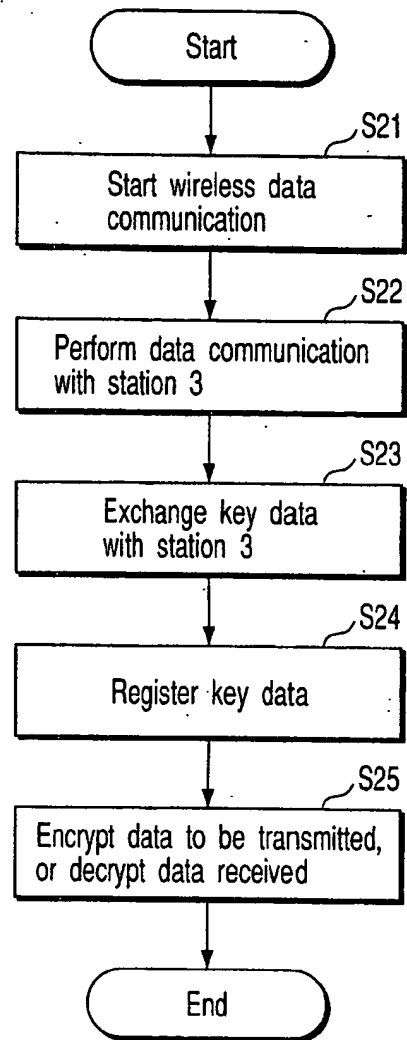 Start
S21
Start wireless data
communication
S22
Perform data communication
with station 3
S23
Exchange key data
with station 3
S24
Register key data
S25
Encrypt data to be transmitted,
or decrypt data received
End